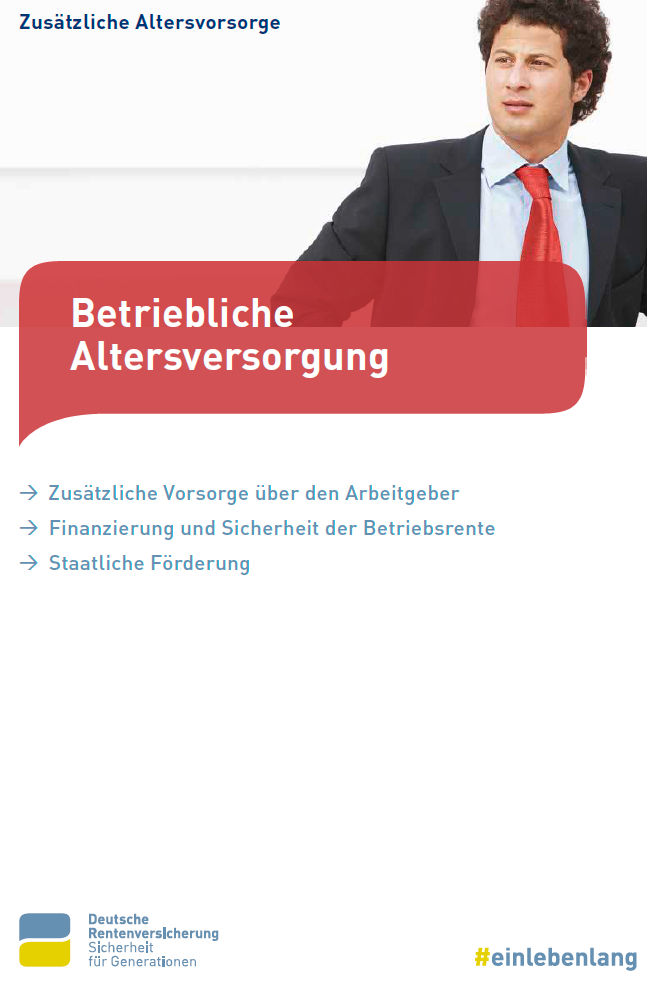 Zusätzliche Altersvorsorge
Betriebliche
Altersversorgung
→ Zusätzliche Vorsorge über den Arbeitgeber
→ Finanzierung und Sicherheit der Betriebsrente
→ Staatliche Förderung
Deutsche
Rentenversicherung
Sicherheit
für Generationen
#einlebenlang